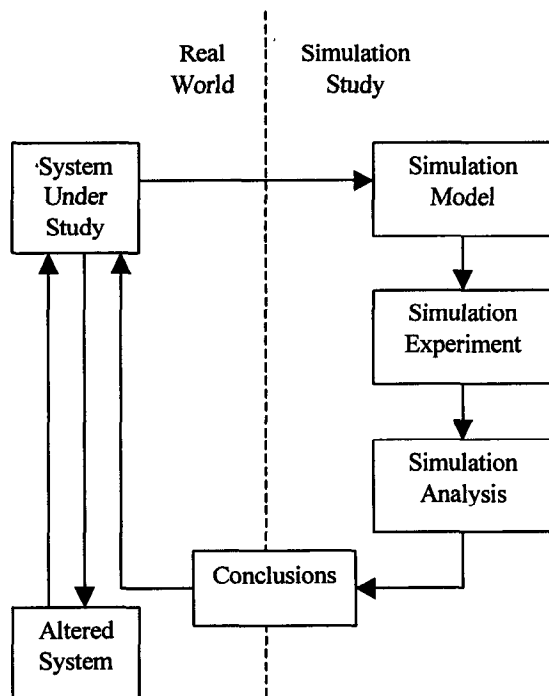 Real
World
Simulation
Study
System
Under
Study
Simulation
Model
Simulation
Experiment
Simulation
Analysis
Conclusions
Altered
System